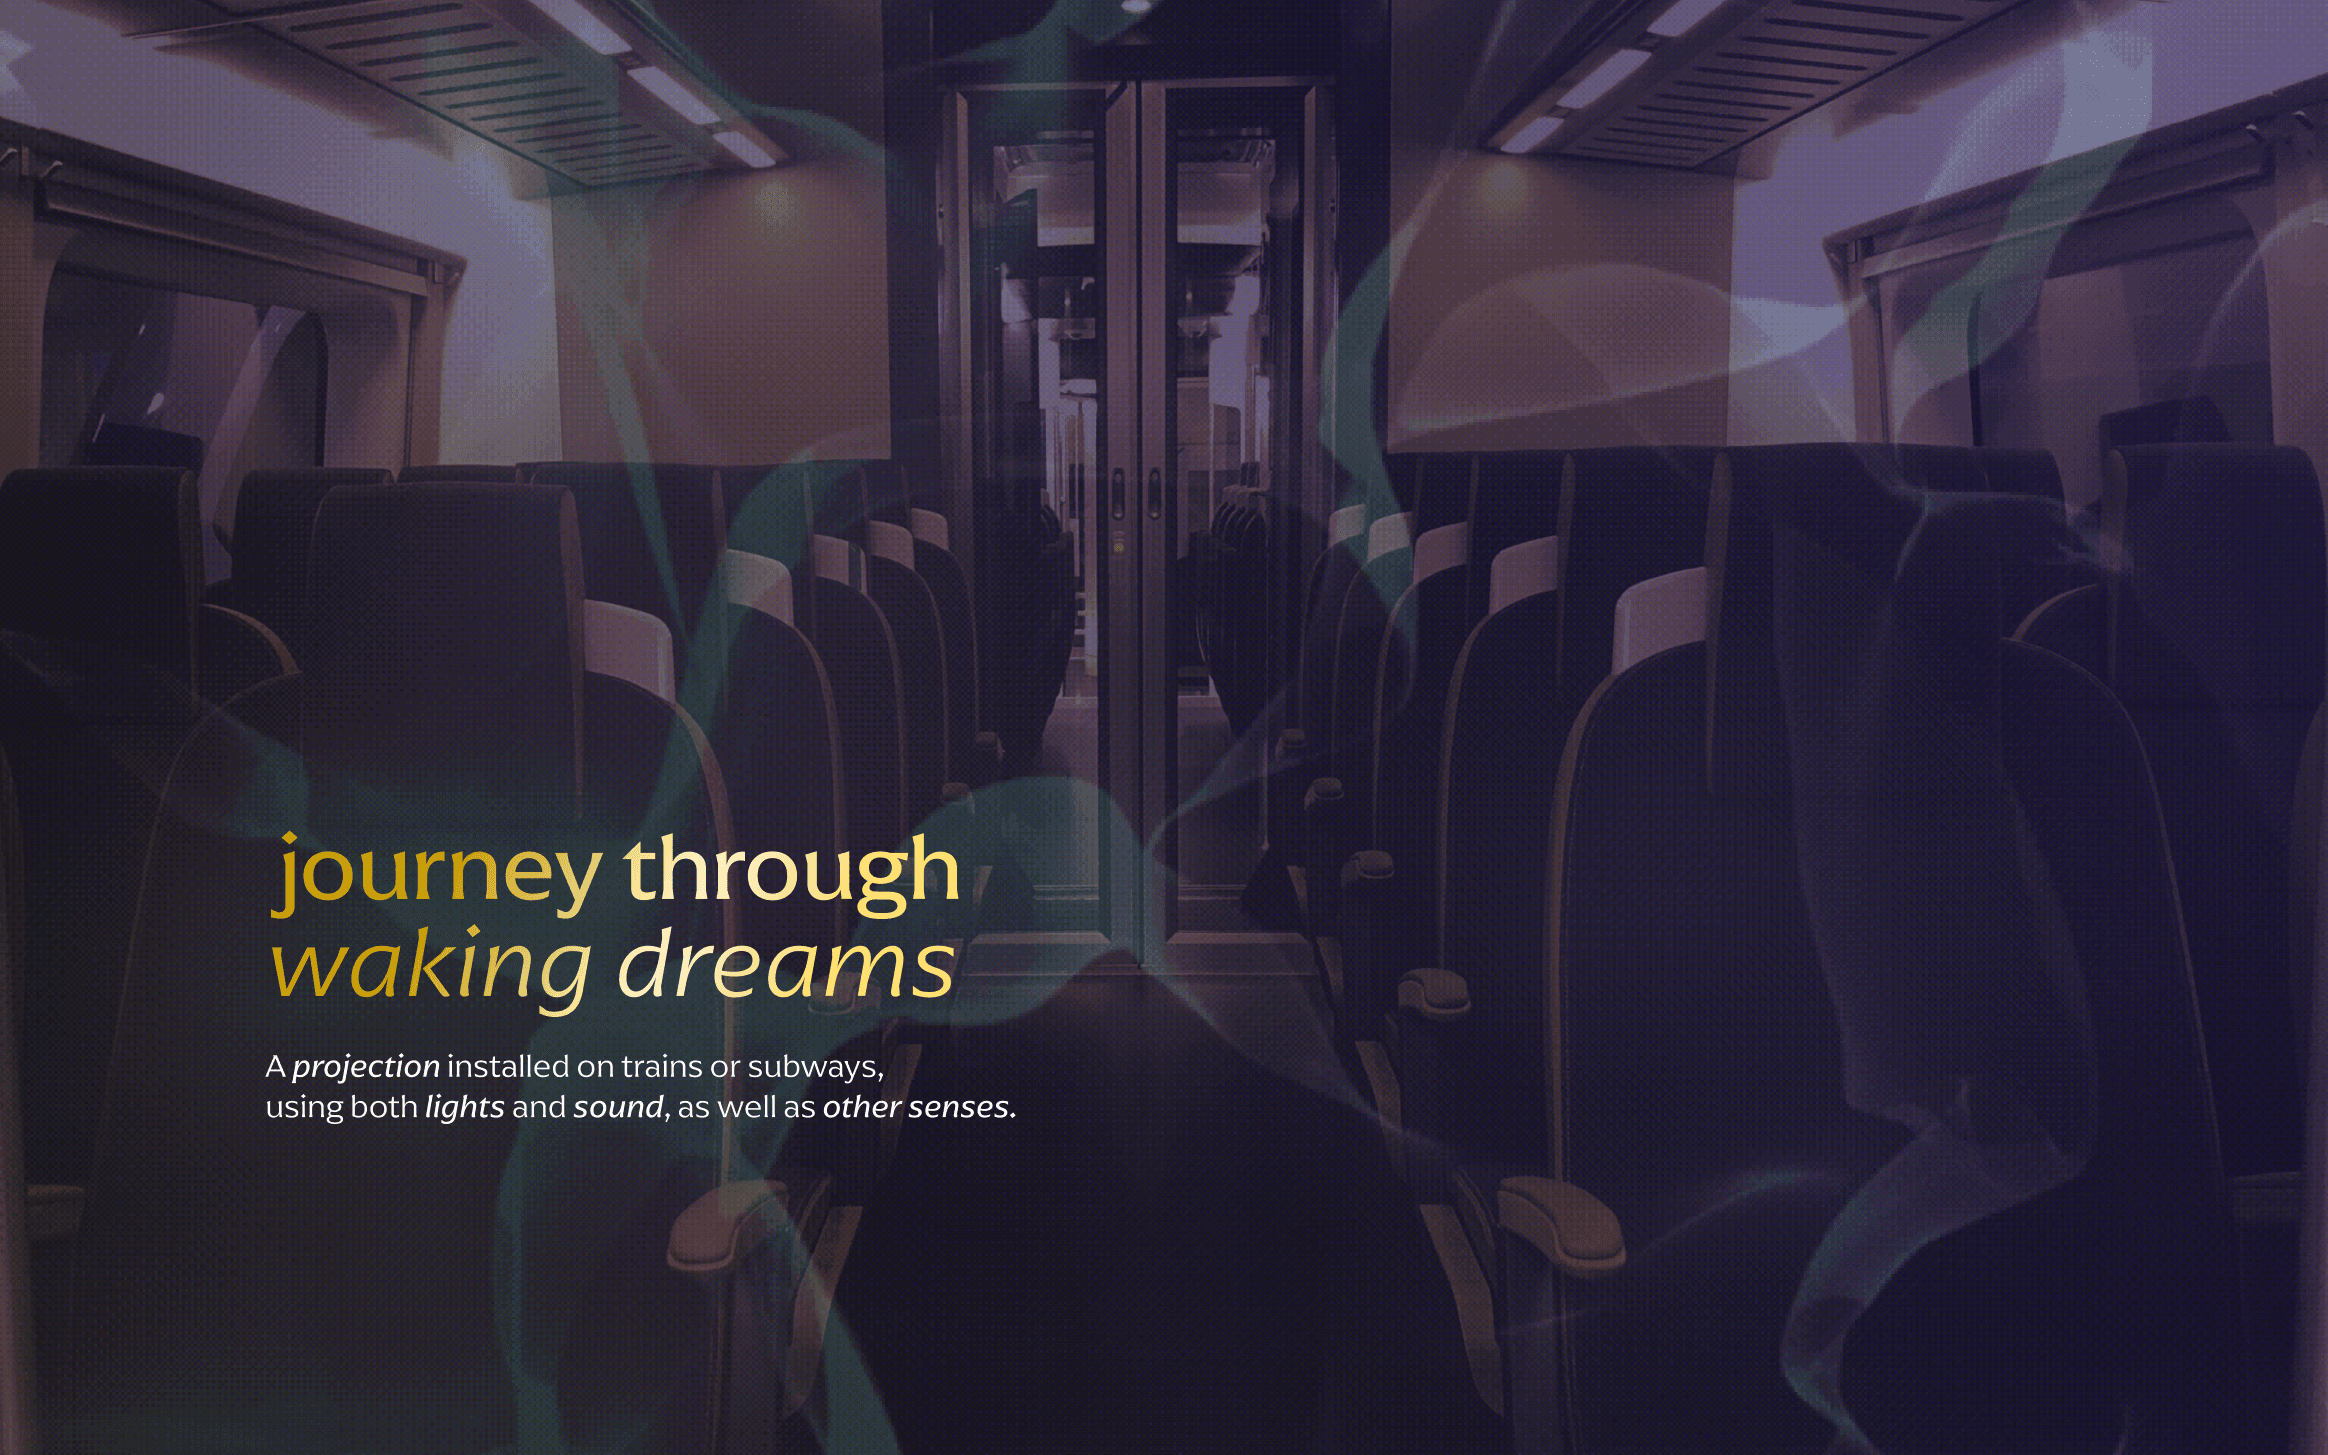 journey through
waking dreams
A projection installed on trains or subways,
using both lights and sound, as well as other senses.